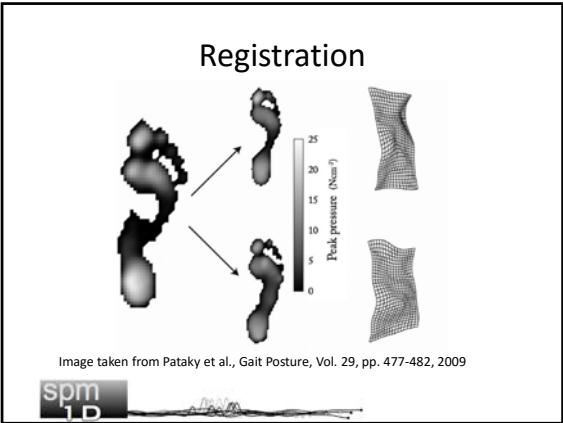 Registration
25
20
15
10
5
0
Peak pressure (Ncm⁻²)
Image taken from Pataky et al., Gait Posture, Vol. 29, pp. 477-482, 2009
spm
1D